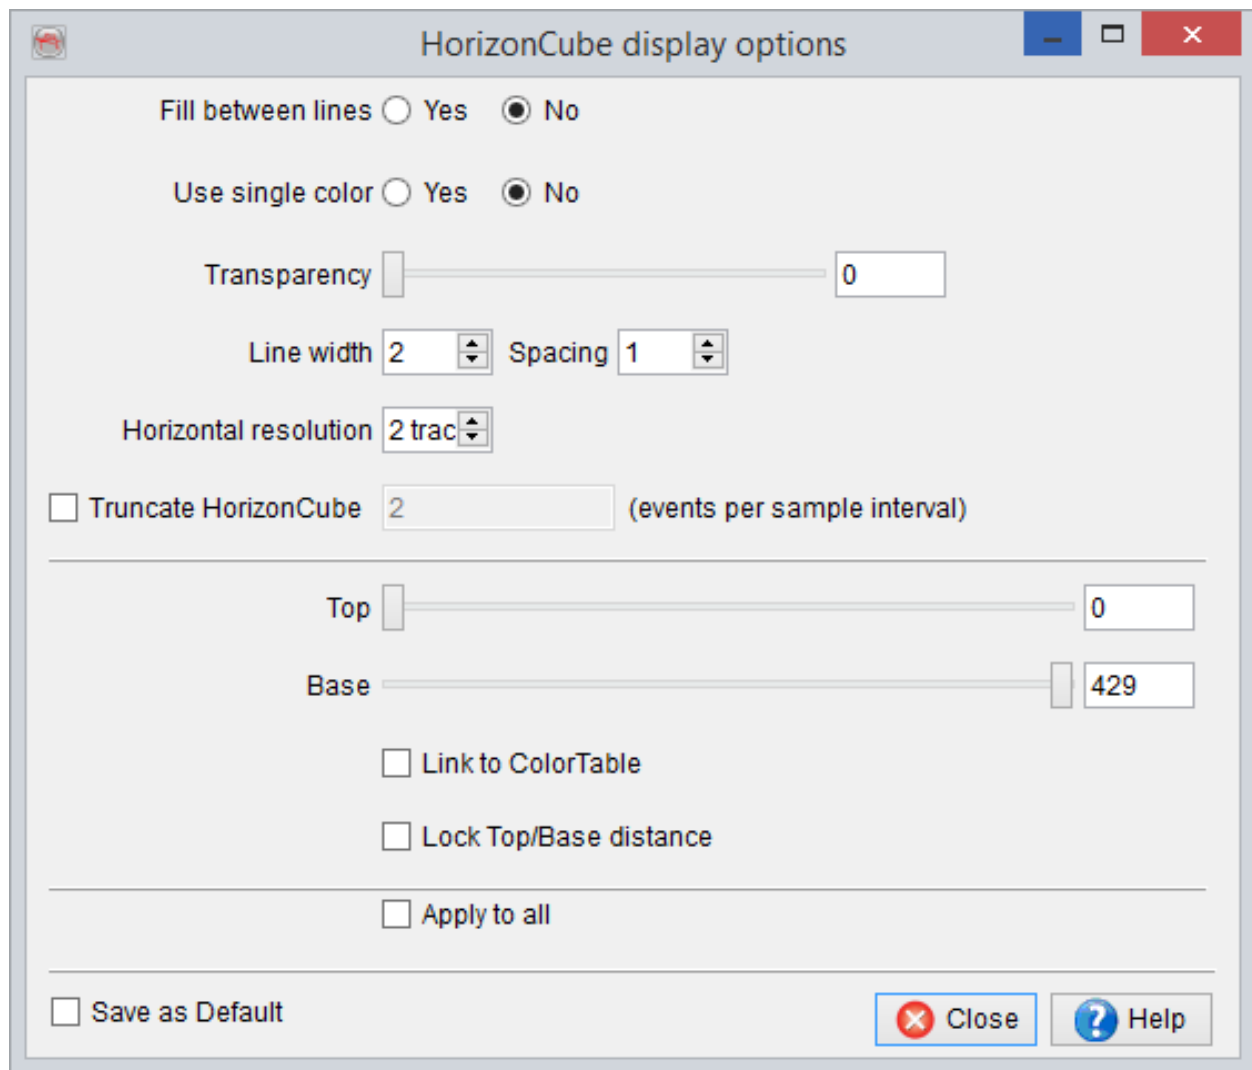 HorizonCube display options
Fill between lines Yes No
Use single color Yes No
Transparency 0
Line width 2 Spacing 1
Horizontal resolution 2 trac
Truncate HorizonCube 2 (events per sample interval)
Top 0
Base 429
Link to ColorTable
Lock Top/Base distance
Apply to all
Save as Default Close Help